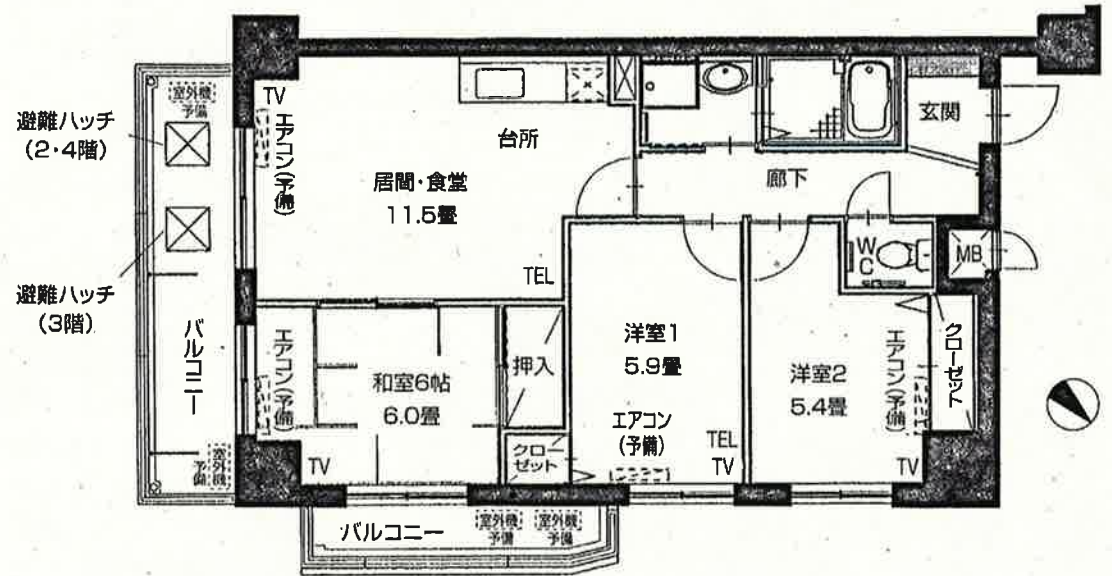 避難ハッチ
(2・4階)
避難ハッチ
(3階)
室外機
予備
バルコニー
室外機
予備
TV
エアコン(予備)
台所
居間・食堂
11.5畳
TEL
玄関
廊下
WC
MB
エアコン(予備)
和室6帖
6.0畳
TV
押入
クロー
ゼット
洋室1
5.9畳
エアコン
(予備)
TEL
TV
洋室2
5.4畳
エアコン(予備)
TV
クローゼット
バルコニー
室外機
予備
室外機
予備